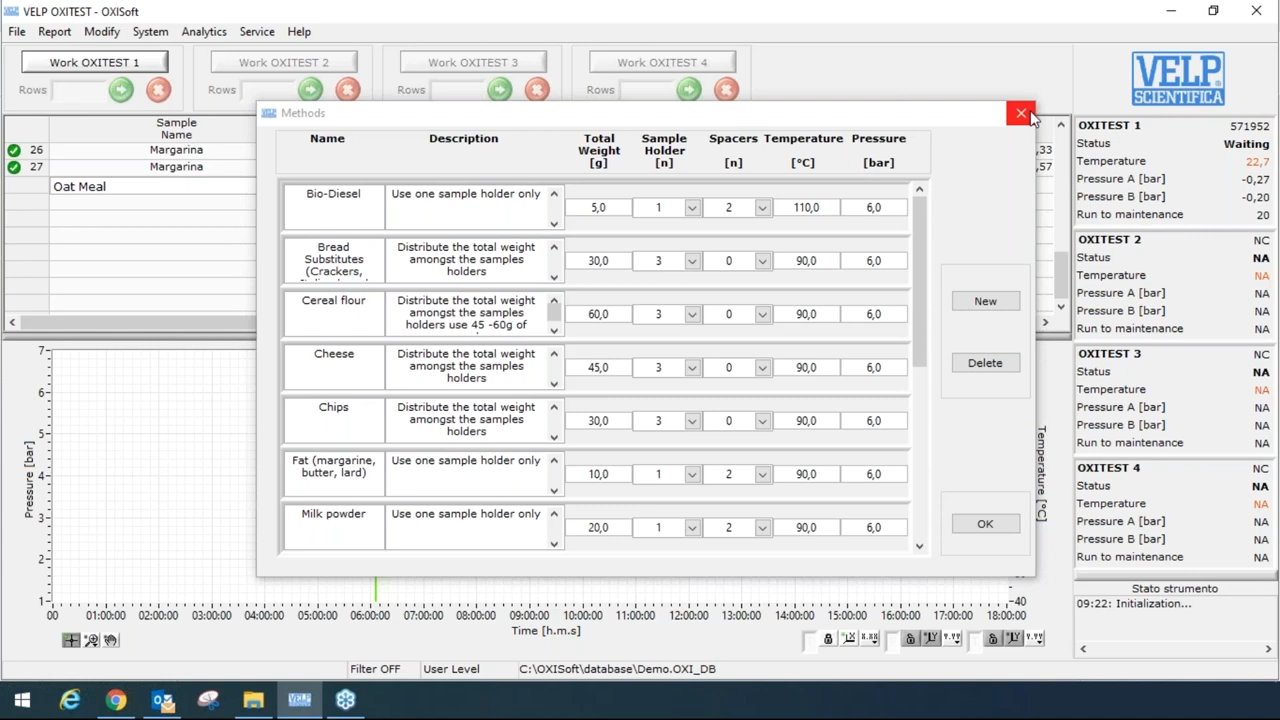 VELP OXITEST - OXISoft
File Report Modify System Analytics Service Help
Work OXITEST 1 Work OXITEST 2 Work OXITEST 3 Work OXITEST 4
Rows Rows Rows Rows
VELP
SCIENTIFICA
Sample
Name
26 Margarina ,33
27 Margarina ,57
Oat Meal
Methods
Name Description Total Weight [g] Sample Holder [n] Spacers [n] Temperature [°C] Pressure [bar]
Bio-Diesel Use one sample holder only 5,0 1 2 110,0 6,0
Bread Substitutes (Crackers, Distribute the total weight amongst the samples holders 30,0 3 0 90,0 6,0
Cereal flour Distribute the total weight amongst the samples holders use 45 -60g of 60,0 3 0 90,0 6,0
Cheese Distribute the total weight amongst the samples holders 45,0 3 0 90,0 6,0
Chips Distribute the total weight amongst the samples holders 30,0 3 0 90,0 6,0
Fat (margarine, butter, lard) Use one sample holder only 10,0 1 2 90,0 6,0
Milk powder Use one sample holder only 20,0 1 2 90,0 6,0
New
Delete
OK
OXITEST 1 571952
Status Waiting
Temperature 22,7
Pressure A [bar] -0,27
Pressure B [bar] -0,20
Run to maintenance 20
OXITEST 2 NC
Status NA
Temperature NA
Pressure A [bar] NA
Pressure B [bar] NA
Run to maintenance NA
OXITEST 3 NC
Status NA
Temperature NA
Pressure A [bar] NA
Pressure B [bar] NA
Run to maintenance NA
OXITEST 4 NC
Status NA
Temperature NA
Pressure A [bar] NA
Pressure B [bar] NA
Run to maintenance NA
Stato strumento
09:22: Initialization...
Pressure [bar]
7
6
5
4
3
2
1
Temperature [°C]
-40
00 01:00:00 02:00:00 03:00:00 04:00:00 05:00:00 06:00:00 07:00:00 08:00:00 09:00:00 10:00:00 11:00:00 12:00:00 13:00:00 14:00:00 15:00:00 16:00:00 17:00:00 18:00:00
Time [h.m.s]
Filter OFF User Level C:\OXISoft\database\Demo.OXI_DB